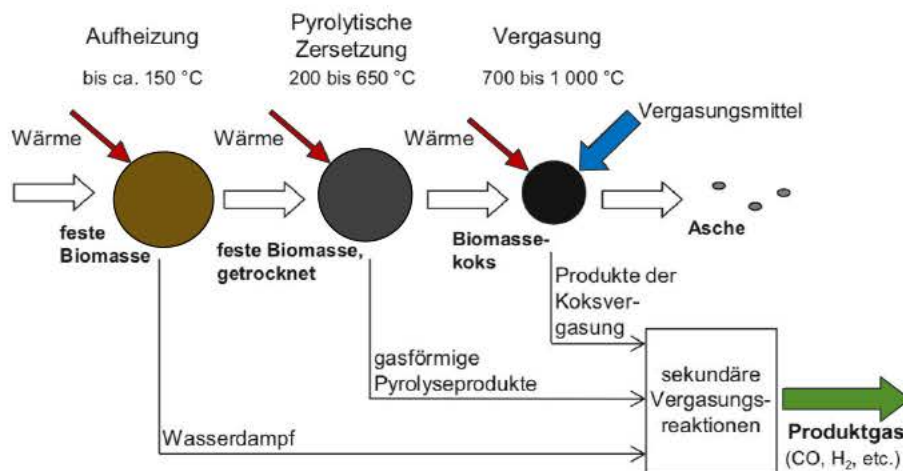 Aufheizung
bis ca. 150 °C
Pyrolytische
Zersetzung
200 bis 650 °C
Vergasung
700 bis 1 000 °C
Wärme
Wärme
Wärme
Vergasungsmittel
feste
Biomasse
feste Biomasse,
getrocknet
Biomasse-
koks
Asche
Produkte der
Koksver-
gasung
gasförmige
Pyrolyseprodukte
Wasserdampf
sekundäre
Vergasungs-
reaktionen
Produktgas
(CO, H₂, etc.)